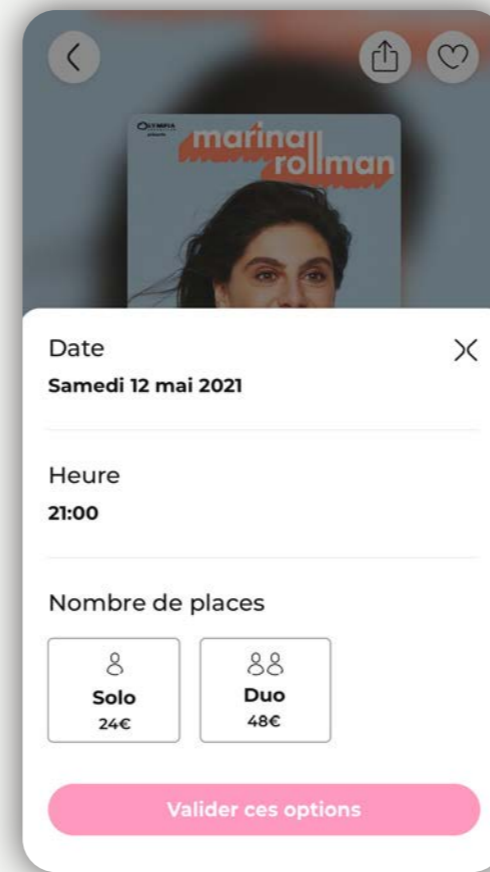 OLYMPIA
marina
rollman
Date
Samedi 12 mai 2021
Heure
21:00
Nombre de places
Solo
24€
Duo
48€
Valider ces options